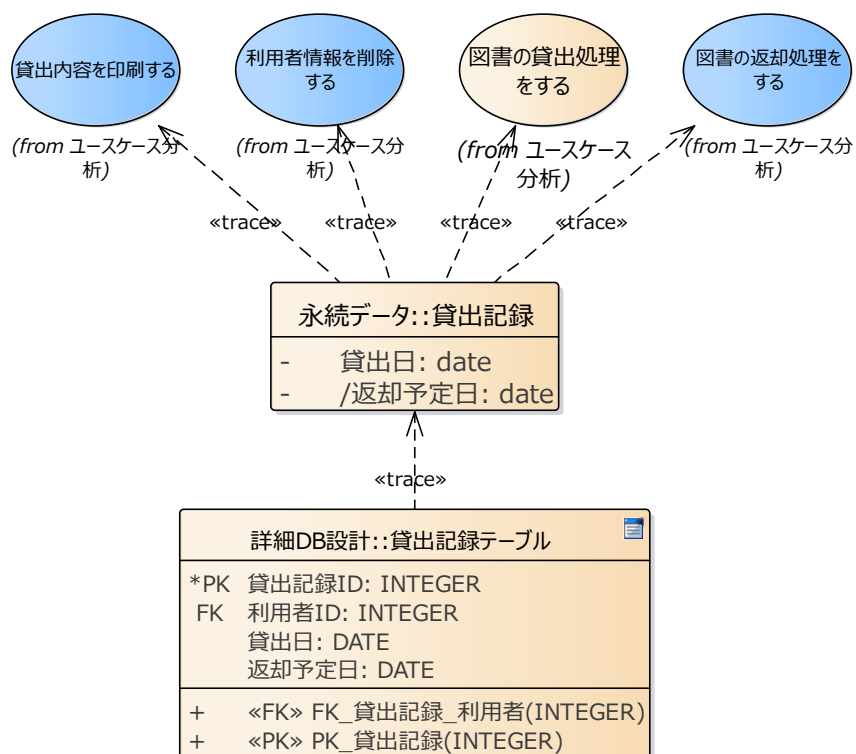 貸出内容を印刷する
利用者情報を削除
する
図書の貸出処理
をする
図書の返却処理を
する
(from ユースケース分
析)
(from ユースケース分
析)
(from ユースケース
分析)
(from ユースケース分
析)
«trace»
«trace»
«trace»
«trace»
永続データ::貸出記録
- 貸出日: date
- /返却予定日: date
«trace»
詳細DB設計::貸出記録テーブル
*PK 貸出記録ID: INTEGER
FK 利用者ID: INTEGER
貸出日: DATE
返却予定日: DATE
+ «FK» FK_貸出記録_利用者(INTEGER)
+ «PK» PK_貸出記録(INTEGER)